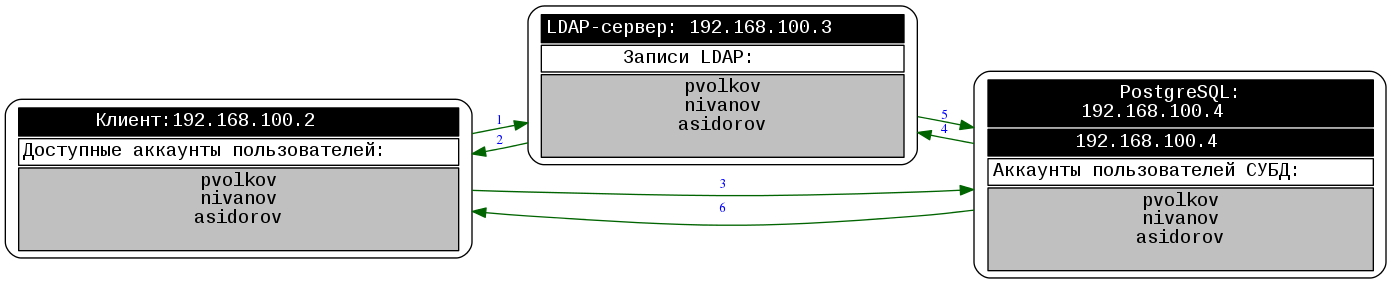 LDAP-сервер: 192.168.100.3
Записи LDAP:
pvolkov
nivanov
asidorov
Клиент:192.168.100.2
Доступные аккаунты пользователей:
pvolkov
nivanov
asidorov
1
2
3
6
5
4
PostgreSQL:
192.168.100.4
192.168.100.4
Аккаунты пользователей СУБД:
pvolkov
nivanov
asidorov